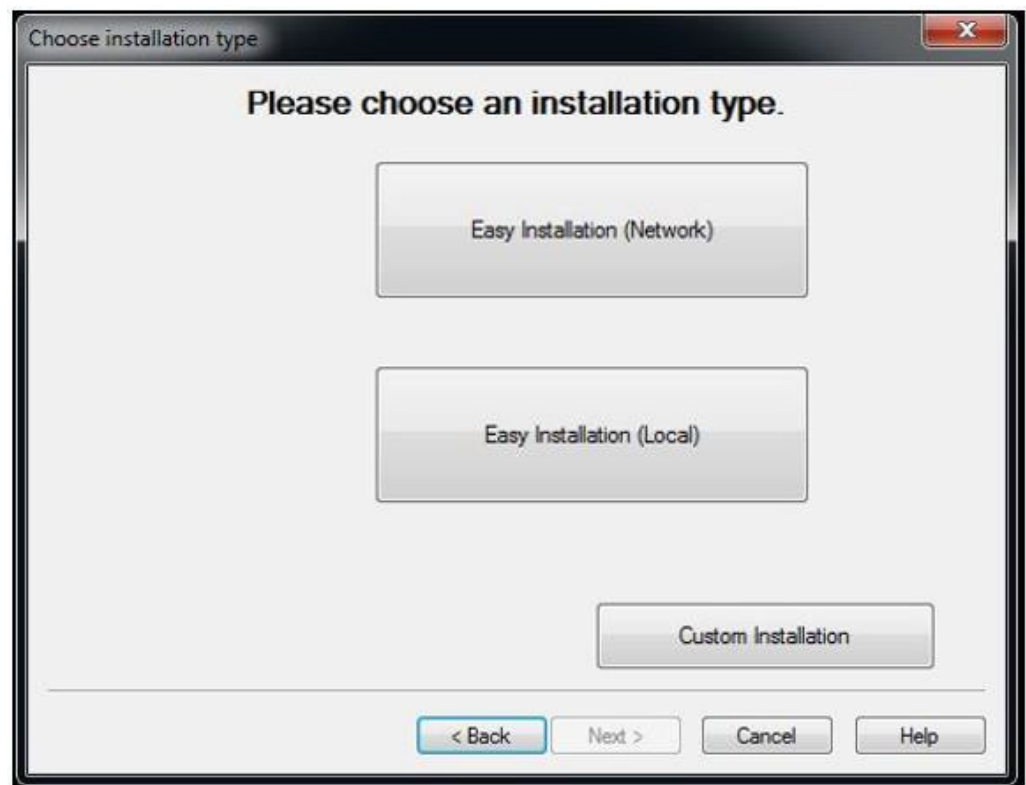 Choose installation type
Please choose an installation type.
Easy Installation (Network)
Easy Installation (Local)
Custom Installation
< Back
Next >
Cancel
Help